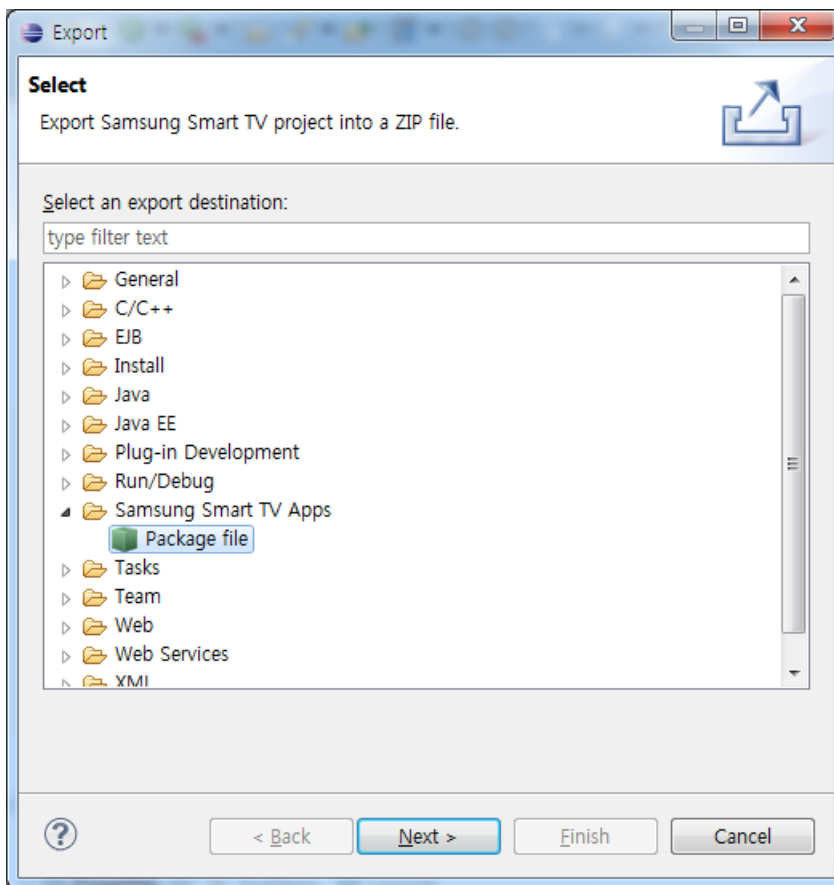 Export
Select
Export Samsung Smart TV project into a ZIP file.
Select an export destination:
type filter text
General
C/C++
EJB
Install
Java
Java EE
Plug-in Development
Run/Debug
Samsung Smart TV Apps
Package file
Tasks
Team
Web
Web Services
XML
< Back
Next >
Finish
Cancel